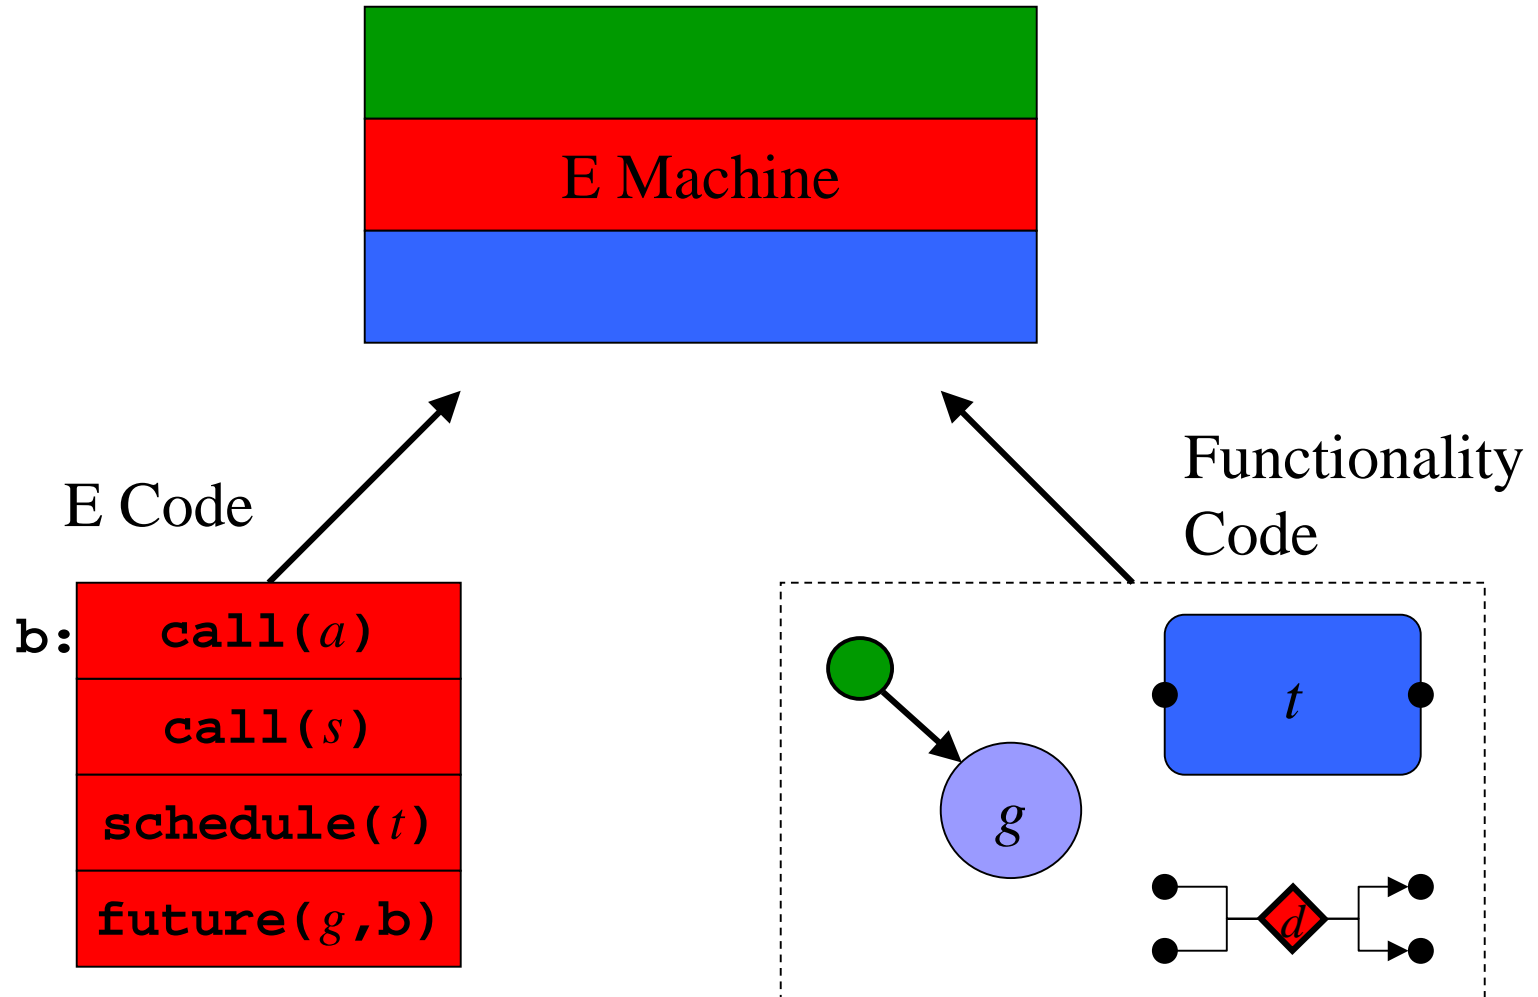 E Machine
E Code
Functionality
Code
b:
call(a)
call(s)
schedule(t)
future(g,b)
t
g
d